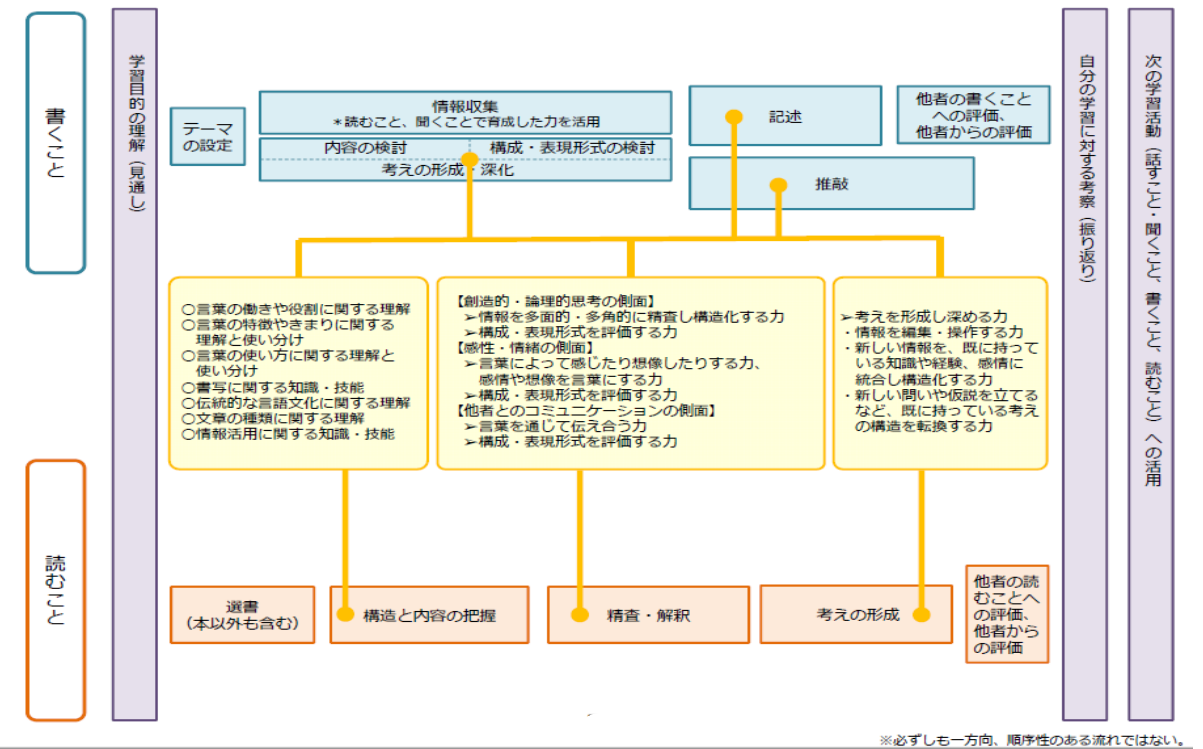 書くこと
学習目的の理解（見通し）
テーマ
の設定
情報収集
＊読むこと、聞くことで育成した力を活用
内容の検討
構成・表現形式の検討
考えの形成・深化
記述
推敲
他者の書くこと
への評価、
他者からの評価
自分の学習に対する考察（振り返り）
次の学習活動（話すこと・聞くこと、書くこと、読むこと）への活用
○言葉の働きや役割に関する理解
○言葉の特徴やきまりに関する
理解と使い分け
○言葉の使い方に関する理解と
使い分け
○書写に関する知識・技能
○伝統的な言語文化に関する理解
○文章の種類に関する理解
○情報活用に関する知識・技能
【創造的・論理的思考の側面】
➢情報を多面的・多角的に精査し構造化する力
➢構成・表現形式を評価する力
【感性・情緒の側面】
➢言葉によって感じたり想像したりする力、
感情や想像を言葉にする力
➢構成・表現形式を評価する力
【他者とのコミュニケーションの側面】
➢言葉を通じて伝え合う力
➢構成・表現形式を評価する力
➢考えを形成し深める力
・情報を編集・操作する力
・新しい情報を、既に持って
いる知識や経験、感情に
統合し構造化する力
・新しい問いや仮説を立てる
など、既に持っている考え
の構造を転換する力
読むこと
選書
（本以外も含む）
構造と内容の把握
精査・解釈
考えの形成
他者の読
むことへ
の評価、
他者から
の評価
※必ずしも一方向、順序性のある流れではない。